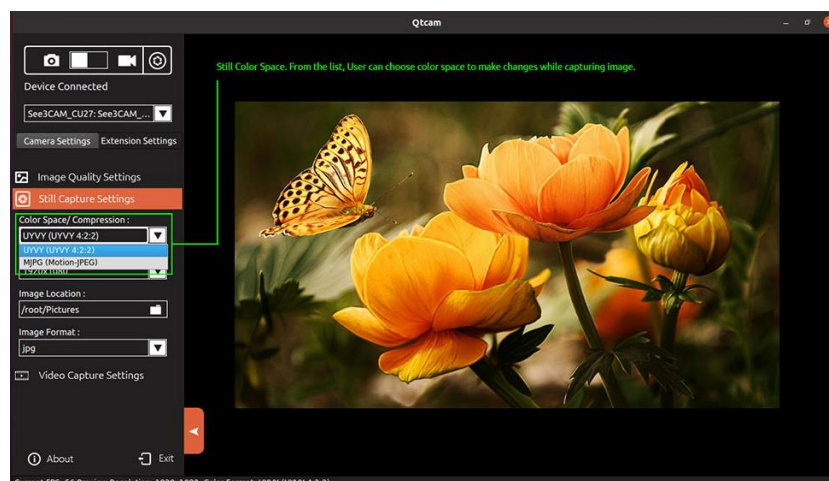 Qtcam
Still Color Space. From the list, User can choose color space to make changes while capturing image.
Device Connected
See3CAM_CU27: See3CAM_...
Camera Settings Extension Settings
Image Quality Settings
Still Capture Settings
Color Space/ Compression :
UYVY (UYVY 4:2:2)
UYVY (UYVY 4:2:2)
MJPG (Motion-JPEG)
1920x1080
Image Location :
/root/Pictures
Image Format :
jpg
Video Capture Settings
About Exit